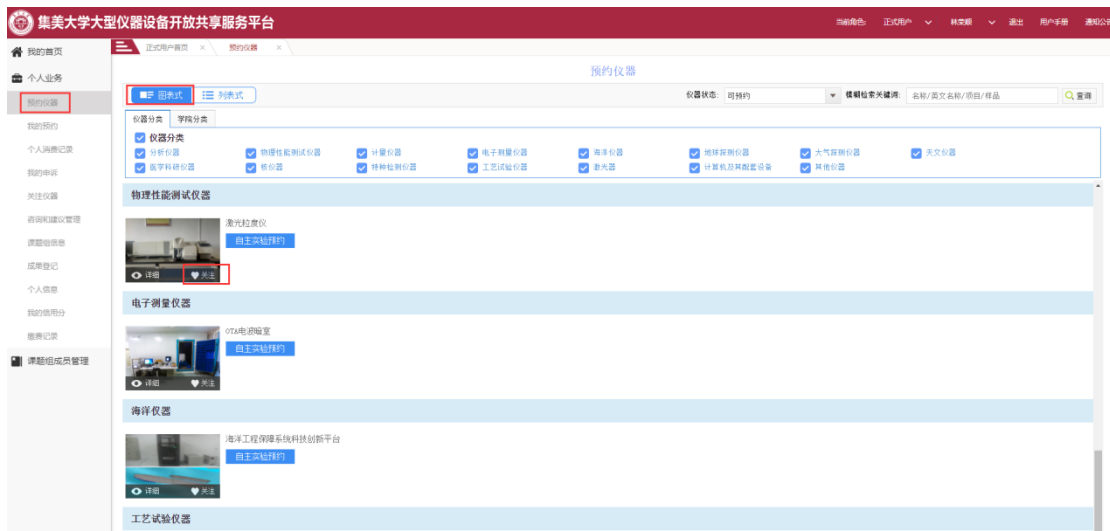 集美大学大型仪器设备开放共享服务平台
当前角色: 正式用户 林荣顺 退出 用户手册 通知公告
我的首页
个人业务
预约仪器
我的预约
个人消费记录
我的申诉
关注仪器
咨询和建议管理
课题组信息
成果登记
个人信息
我的信用分
缴费记录
课题组成员管理
正式用户首页 × 预约仪器 ×
预约仪器
图表式 列表式 仪器状态: 可预约 模糊检索关键词: 名称/英文名称/项目/样品 查询
仪器分类 学院分类
仪器分类
分析仪器 物理性能测试仪器 计量仪器 电子测量仪器 海洋仪器 地球探测仪器 大气探测仪器 天文仪器
医学科研仪器 核仪器 特种检测仪器 工艺试验仪器 激光器 计算机及其配套设备 其他仪器
物理性能测试仪器
激光粒度仪
自主实验预约
详细 关注
电子测量仪器
OTA电波暗室
自主实验预约
详细 关注
海洋仪器
海洋工程保障系统科技创新平台
自主实验预约
详细 关注
工艺试验仪器